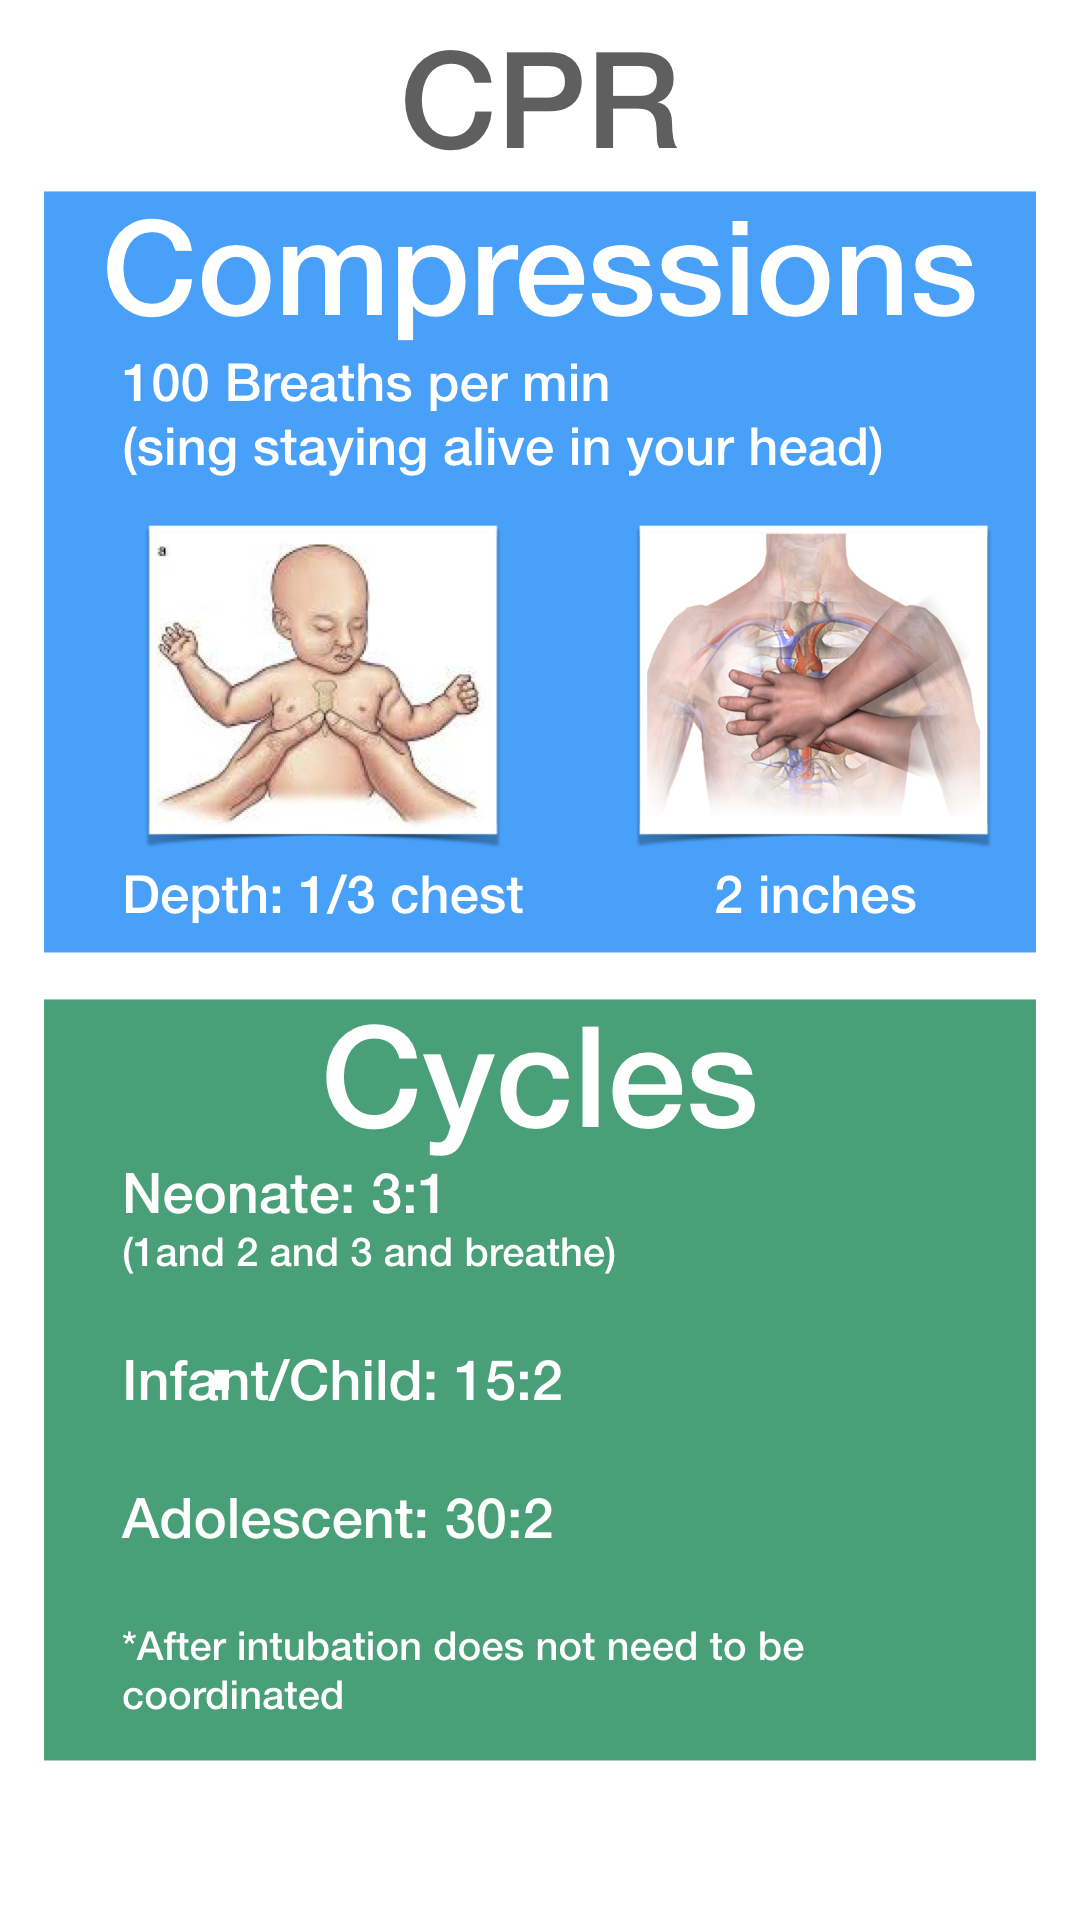 CPR
Compressions
100 Breaths per min
(sing staying alive in your head)
a
Depth: 1/3 chest
2 inches
Cycles
Neonate: 3:1
(1and 2 and 3 and breathe)
Infant/Child: 15:2
Adolescent: 30:2
*After intubation does not need to be
coordinated